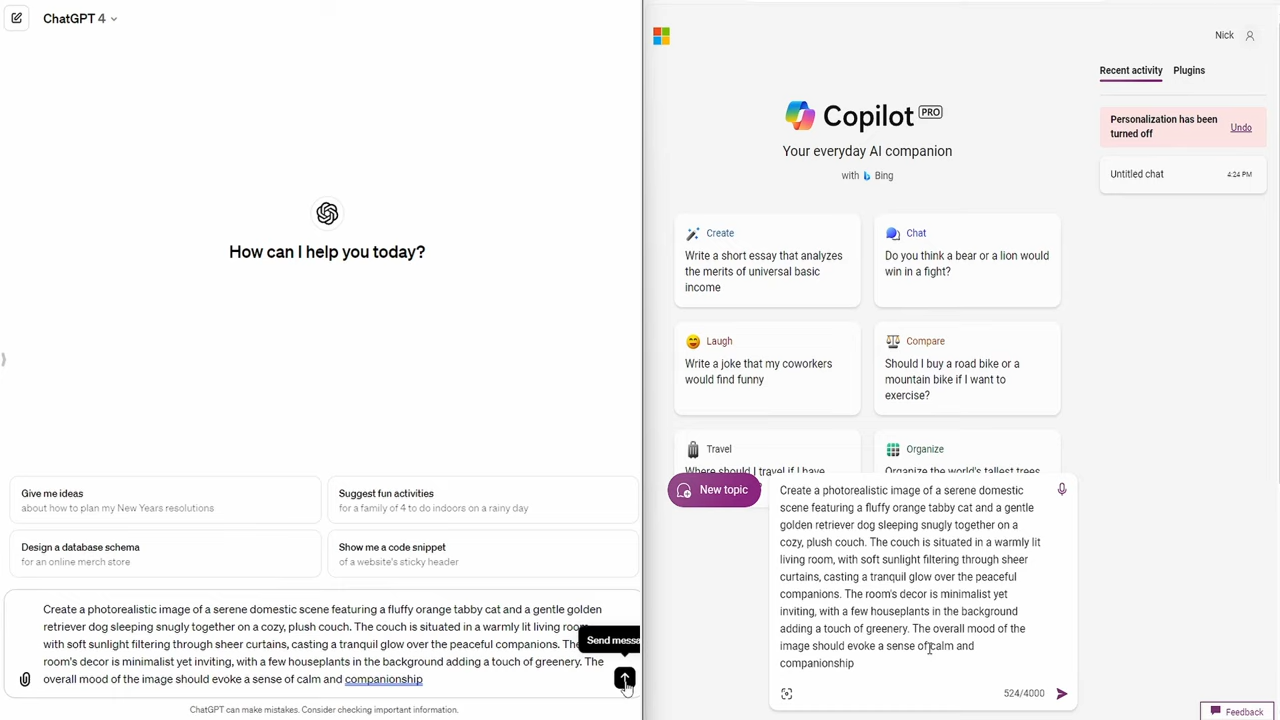 ChatGPT 4
How can I help you today?
Give me ideas
about how to plan my New Years resolutions
Suggest fun activities
for a family of 4 to do indoors on a rainy day
Design a database schema
for an online merch store
Show me a code snippet
of a website's sticky header
Create a photorealistic image of a serene domestic scene featuring a fluffy orange tabby cat and a gentle golden
retriever dog sleeping snugly together on a cozy, plush couch. The couch is situated in a warmly lit living room,
with soft sunlight filtering through sheer curtains, casting a tranquil glow over the peaceful companions. The
room's decor is minimalist yet inviting, with a few houseplants in the background adding a touch of greenery. The
overall mood of the image should evoke a sense of calm and companionship
Send messa
ChatGPT can make mistakes. Consider checking important information.
Nick
Recent activity
Plugins
Personalization has been
turned off
Undo
Untitled chat
4:24 PM
Copilot PRO
Your everyday AI companion
with Bing
Create
Write a short essay that analyzes
the merits of universal basic
income
Chat
Do you think a bear or a lion would
win in a fight?
Laugh
Write a joke that my coworkers
would find funny
Compare
Should I buy a road bike or a
mountain bike if I want to
exercise?
Travel
Where should I travel if I have
Organize
Organize the world's tallest trees
New topic
Create a photorealistic image of a serene domestic
scene featuring a fluffy orange tabby cat and a gentle
golden retriever dog sleeping snugly together on a
cozy, plush couch. The couch is situated in a warmly lit
living room, with soft sunlight filtering through sheer
curtains, casting a tranquil glow over the peaceful
companions. The room's decor is minimalist yet
inviting, with a few houseplants in the background
adding a touch of greenery. The overall mood of the
image should evoke a sense of calm and
companionship
524/4000
Feedback